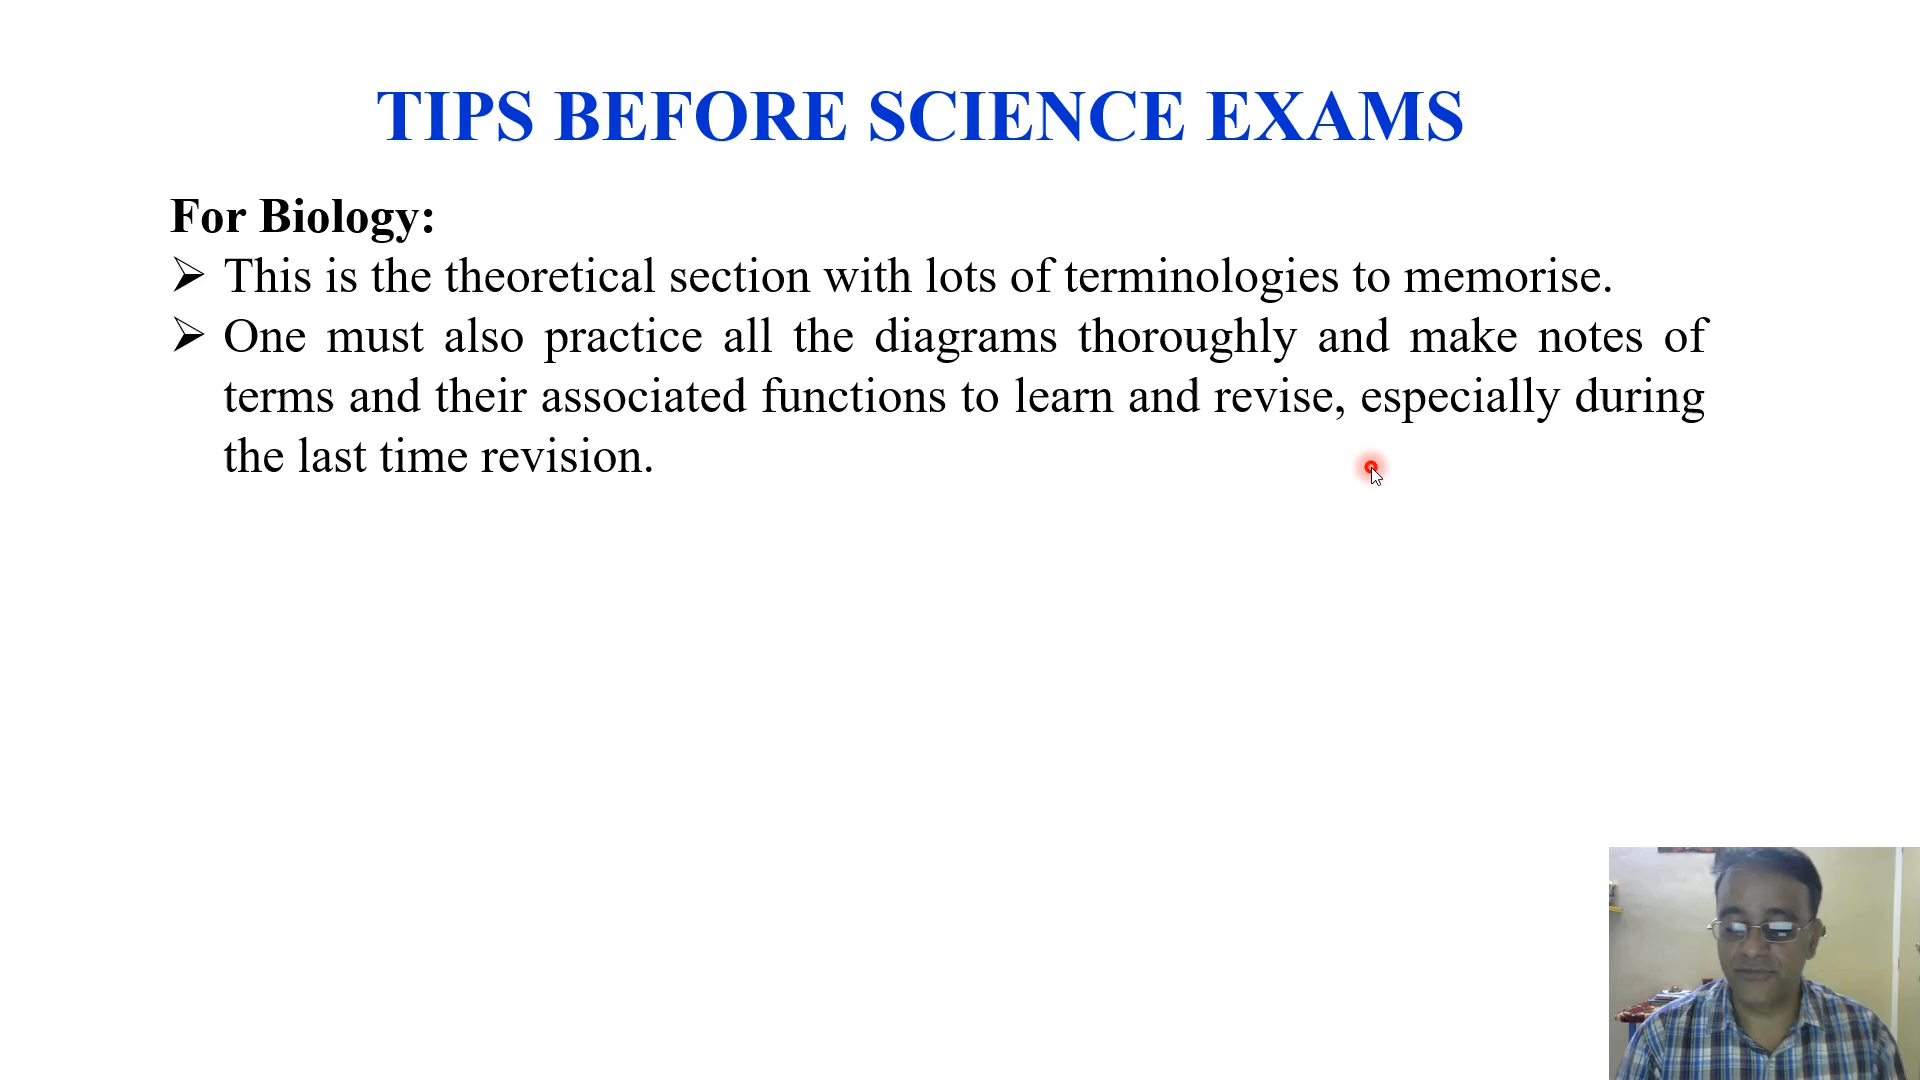 TIPS BEFORE SCIENCE EXAMS
For Biology:
➢ This is the theoretical section with lots of terminologies to memorise.
➢ One must also practice all the diagrams thoroughly and make notes of
terms and their associated functions to learn and revise, especially during
the last time revision.